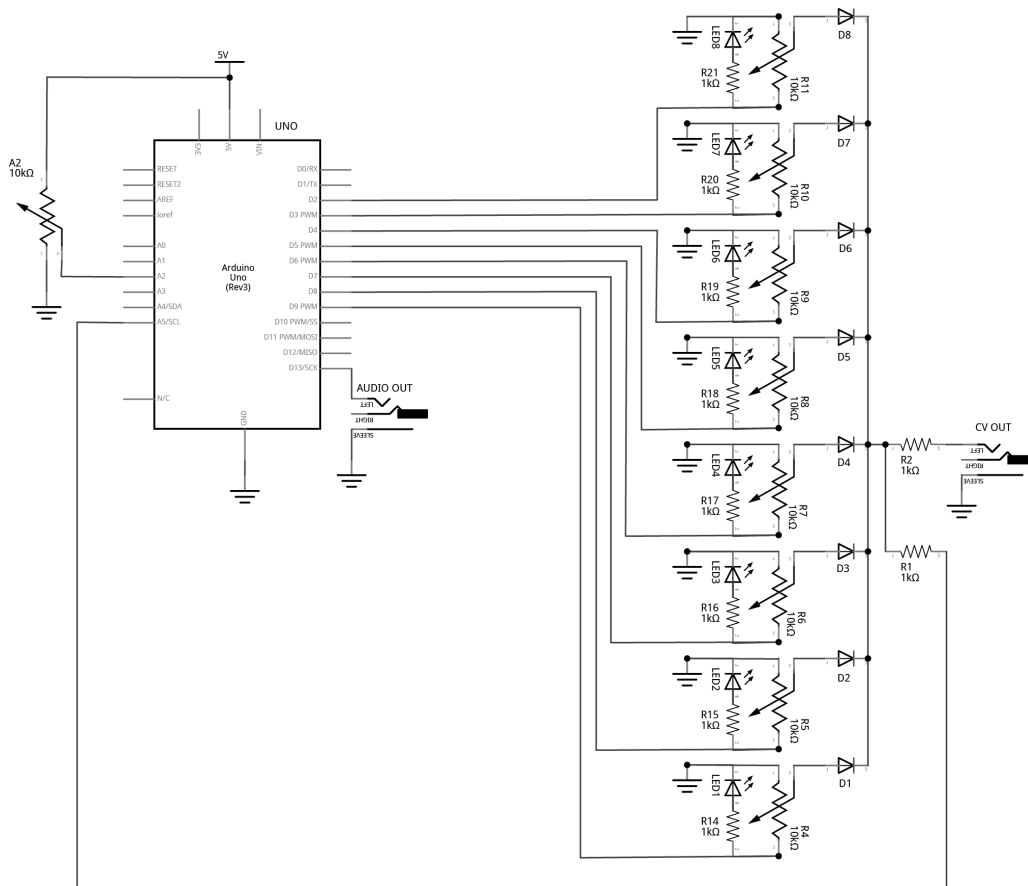 5V
UNO
A2
10kΩ
3V3
5V
VIN
RESET
RESET2
AREF
ioref
A0
A1
A2
A3
A4/SDA
A5/SCL
N/C
Arduino
Uno
(Rev3)
D0/RX
D1/TX
D2
D3 PWM
D4
D5 PWM
D6 PWM
D7
D8
D9 PWM
D10 PWM/SS
D11 PWM/MOSI
D12/MISO
D13/SCK
GND
AUDIO OUT
LEFT
RIGHT
SLEEVE
LED8
R21
1kΩ
R11
10kΩ
D8
LED7
R20
1kΩ
R10
10kΩ
D7
LED6
R19
1kΩ
R9
10kΩ
D6
LED5
R18
1kΩ
R8
10kΩ
D5
LED4
R17
1kΩ
R7
10kΩ
D4
LED3
R16
1kΩ
R6
10kΩ
D3
LED2
R15
1kΩ
R5
10kΩ
D2
LED1
R14
1kΩ
R4
10kΩ
D1
R2
1kΩ
R1
1kΩ
CV OUT
LEFT
RIGHT
SLEEVE